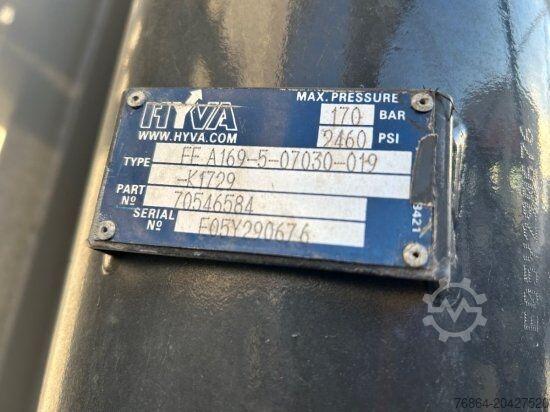 HYVA
WWW.HYVA.COM
MAX. PRESSURE
170 BAR
2460 PSI
TYPE FE A169-5-07030-019
-K1729
PART Nº 70546584
SERIAL Nº E05Y290676
76864-20427520